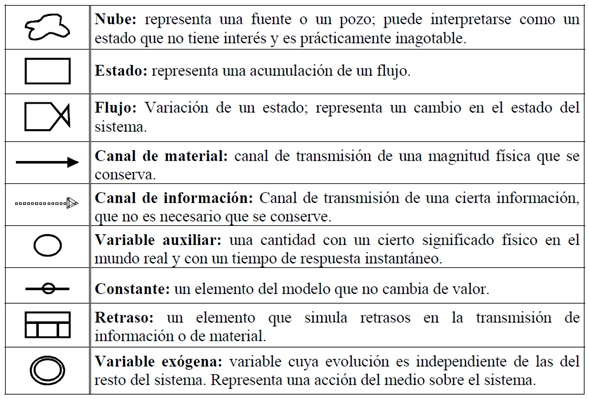 Nube: representa una fuente o un pozo; puede interpretarse como un
estado que no tiene interés y es prácticamente inagotable.
Estado: representa una acumulación de un flujo.
Flujo: Variación de un estado; representa un cambio en el estado del
sistema.
Canal de material: canal de transmisión de una magnitud física que se
conserva.
Canal de información: Canal de transmisión de una cierta información,
que no es necesario que se conserve.
Variable auxiliar: una cantidad con un cierto significado físico en el
mundo real y con un tiempo de respuesta instantáneo.
Constante: un elemento del modelo que no cambia de valor.
Retraso: un elemento que simula retrasos en la transmisión de
información o de material.
Variable exógena: variable cuya evolución es independiente de las del
resto del sistema. Representa una acción del medio sobre el sistema.